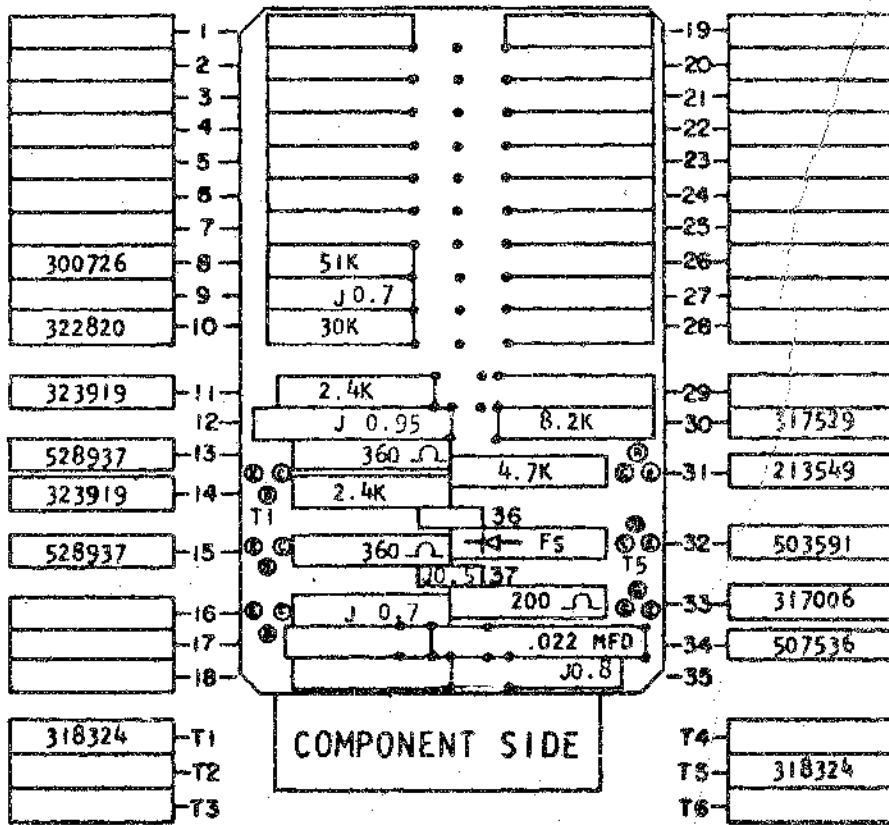 1 19
2 20
3 21
4 22
5 23
6 24
7 25
300726 8 51K 26
9 J 0.7 27
322820 10 30K 28
323919 11 2.4K 29
12 J 0.95 8.2K 30 317529
528937 13 360 Ω 4.7K 31 213549
323919 14 2.4K
T1 36
528937 15 360 Ω FS 32 503591
J0.5 37 T5
16 J 0.7 200 Ω 33 317006
17 .022 MFD 34 507536
18 J0.8 35
318324 T1 COMPONENT SIDE T4
T2 T5 318324
T3 T6